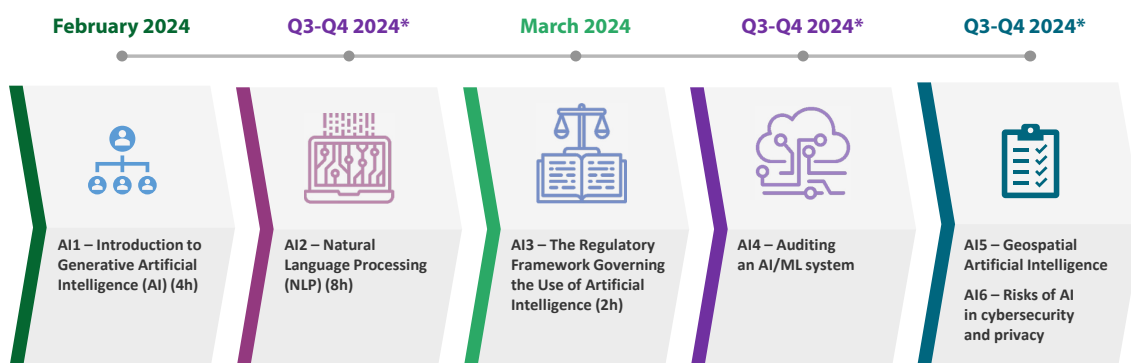 February 2024
Q3-Q4 2024*
March 2024
Q3-Q4 2024*
Q3-Q4 2024*
AI1 – Introduction to
Generative Artificial
Intelligence (AI) (4h)
AI2 – Natural
Language Processing
(NLP) (8h)
AI3 – The Regulatory
Framework Governing
the Use of Artificial
Intelligence (2h)
AI4 – Auditing
an AI/ML system
AI5 – Geospatial
Artificial Intelligence
AI6 – Risks of AI
in cybersecurity
and privacy